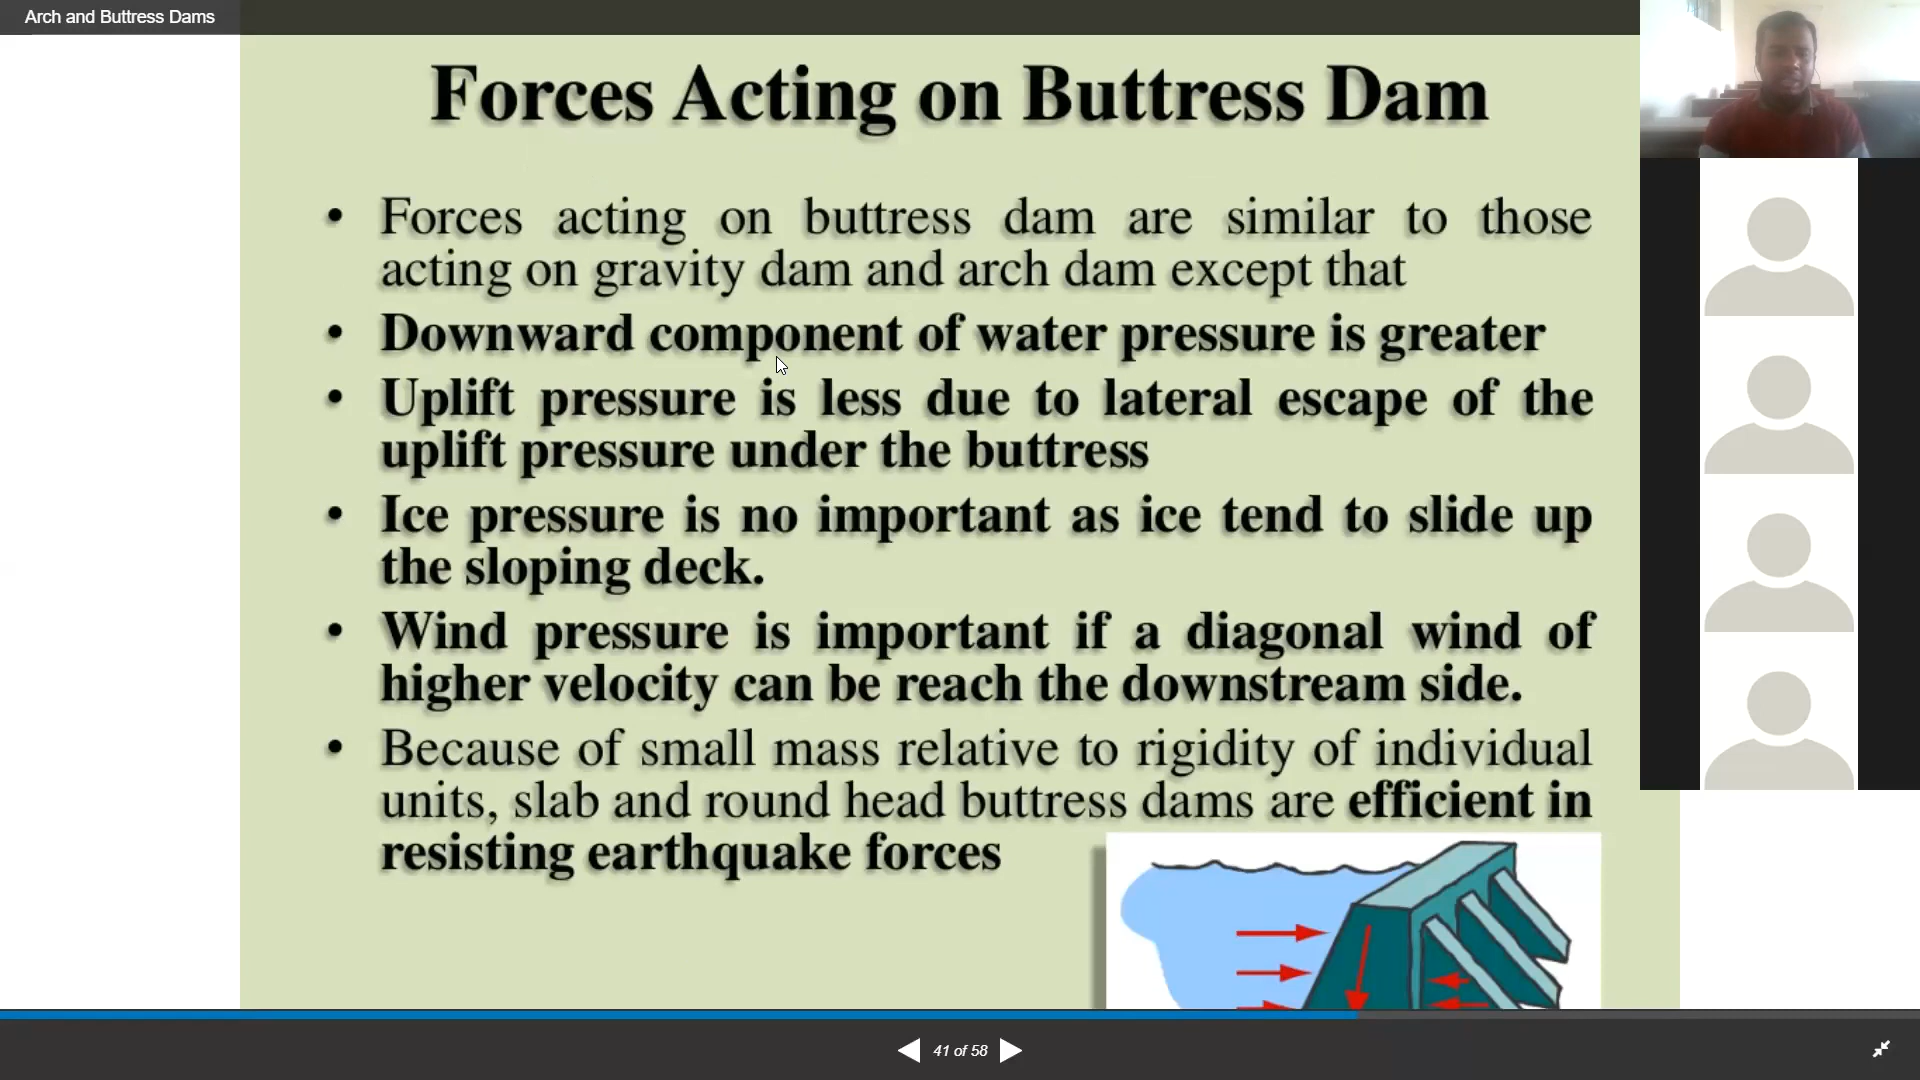 Arch and Buttress Dams
Forces Acting on Buttress Dam
• Forces acting on buttress dam are similar to those
acting on gravity dam and arch dam except that
• Downward component of water pressure is greater
• Uplift pressure is less due to lateral escape of the
uplift pressure under the buttress
• Ice pressure is no important as ice tend to slide up
the sloping deck.
• Wind pressure is important if a diagonal wind of
higher velocity can be reach the downstream side.
• Because of small mass relative to rigidity of individual
units, slab and round head buttress dams are efficient in
resisting earthquake forces
41 of 58